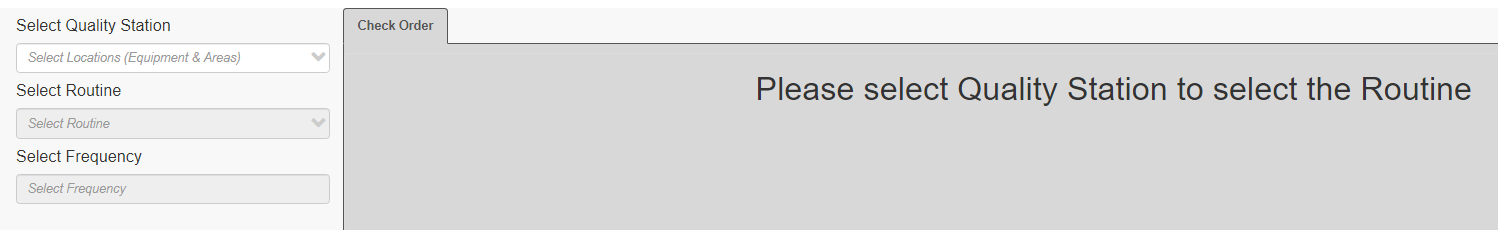 Select Quality Station
Select Locations (Equipment & Areas)
Select Routine
Select Routine
Select Frequency
Select Frequency
Check Order
Please select Quality Station to select the Routine